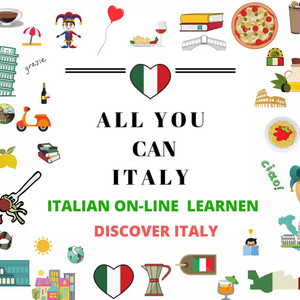 grazie
ALL YOU
CAN
ITALY
ciao!
ITALIAN ON-LINE LEARNEN
DISCOVER ITALY